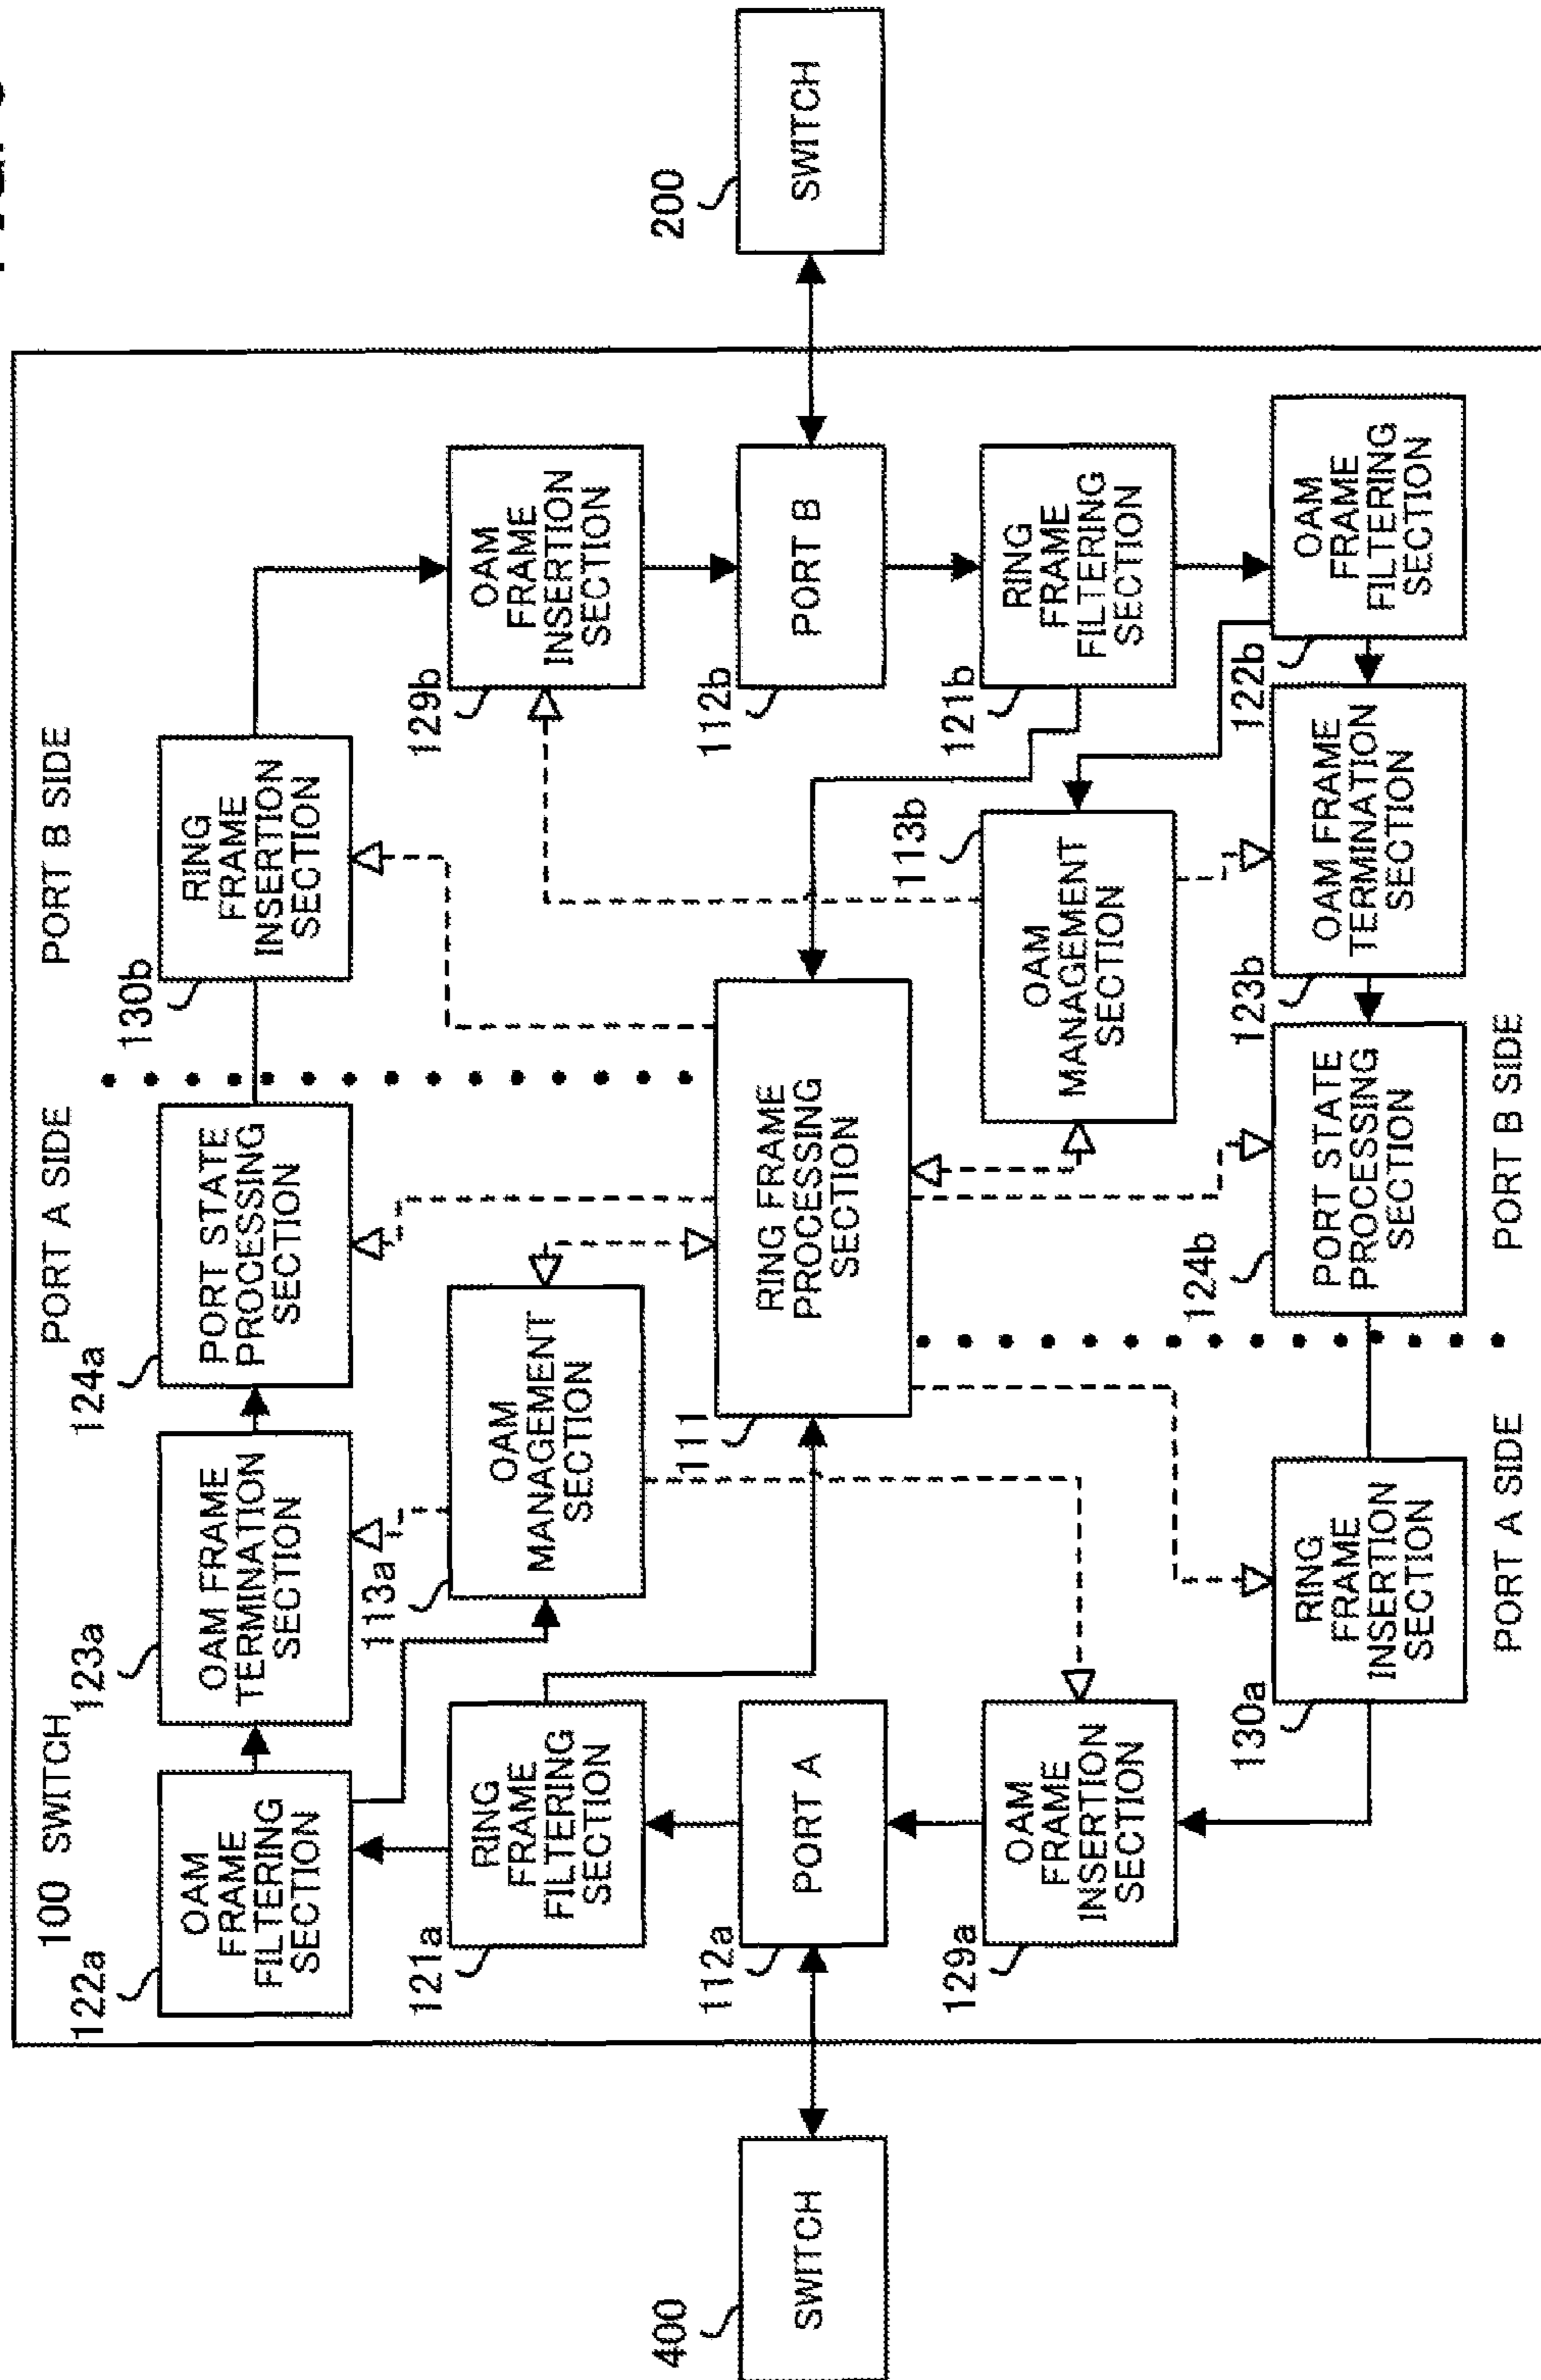 100 SWITCH
PORT A SIDE
PORT B SIDE
122a
OAM
FRAME
FILTERING
SECTION
123a
OAM FRAME
TERMINATION
SECTION
124a
PORT STATE
PROCESSING
SECTION
130b
RING
FRAME
INSERTION
SECTION
121a
RING
FRAME
FILTERING
SECTION
113a
OAM
MANAGEMENT
SECTION
129b
OAM
FRAME
INSERTION
SECTION
400
SWITCH
112a
PORT A
111
RING FRAME
PROCESSING
SECTION
112b
PORT B
200
SWITCH
129a
OAM
FRAME
INSERTION
SECTION
113b
OAM
MANAGEMENT
SECTION
121b
RING
FRAME
FILTERING
SECTION
130a
RING
FRAME
INSERTION
SECTION
124b
PORT STATE
PROCESSING
SECTION
123b
OAM FRAME
TERMINATION
SECTION
122b
OAM
FRAME
FILTERING
SECTION
PORT A SIDE
PORT B SIDE